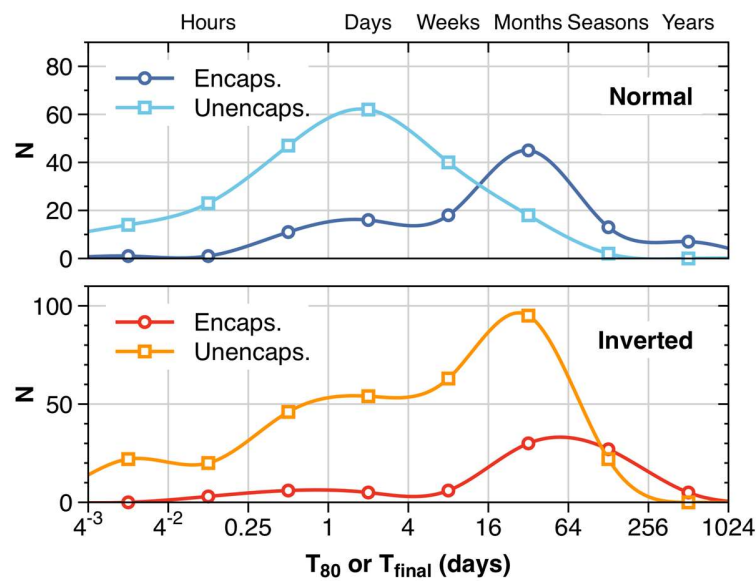 Hours Days Weeks Months Seasons Years
80
60
40
20
0
N
Encaps.
Unencaps.
Normal
100
50
0
N
Encaps.
Unencaps.
Inverted
4-3 4-2 0.25 1 4 16 64 256 1024
T80 or Tfinal (days)